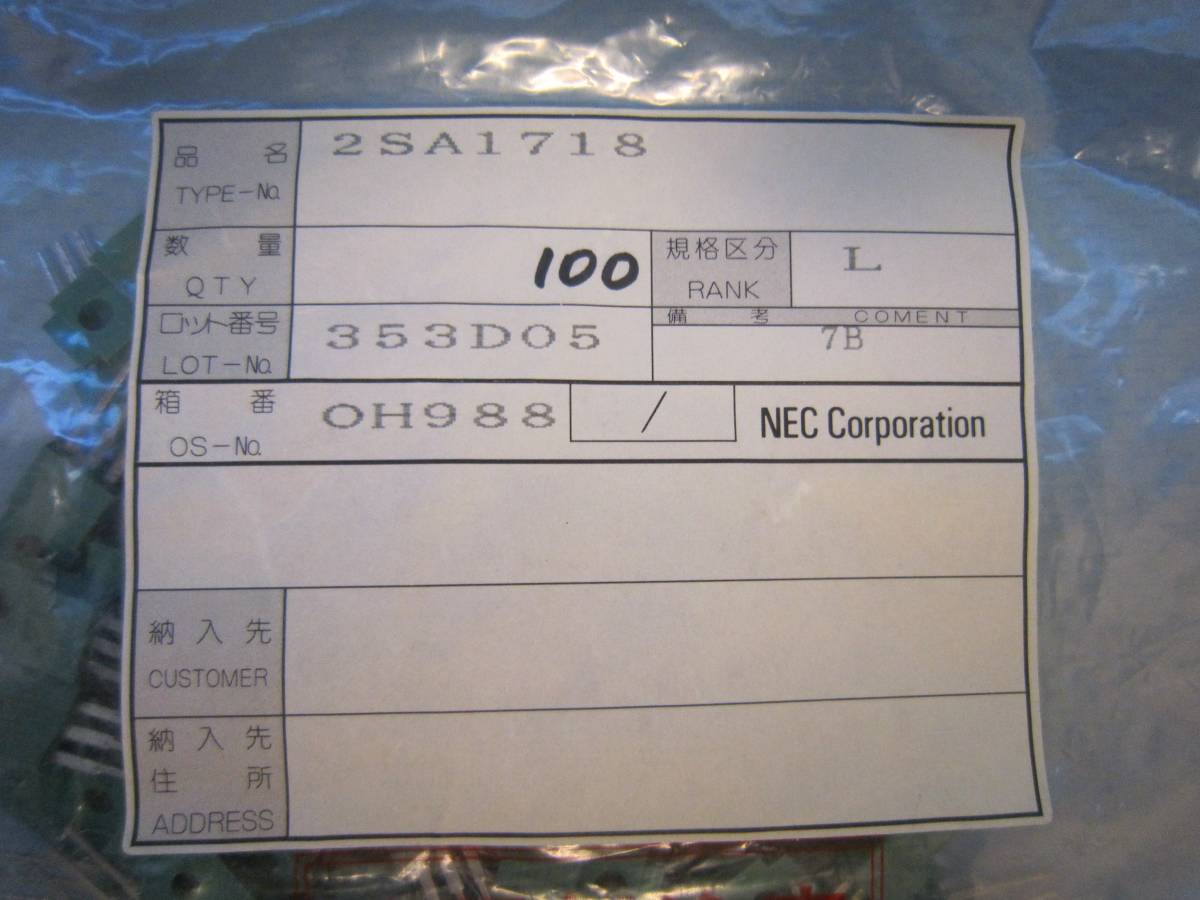 品名 2SA1718
TYPE-No.
数量 100 規格区分 L
QTY RANK
ロット番号 353D05 備考 COMENT
LOT-No. 7B
箱番 OH988 / NEC Corporation
OS-No.
納入先
CUSTOMER
納入先
住所
ADDRESS